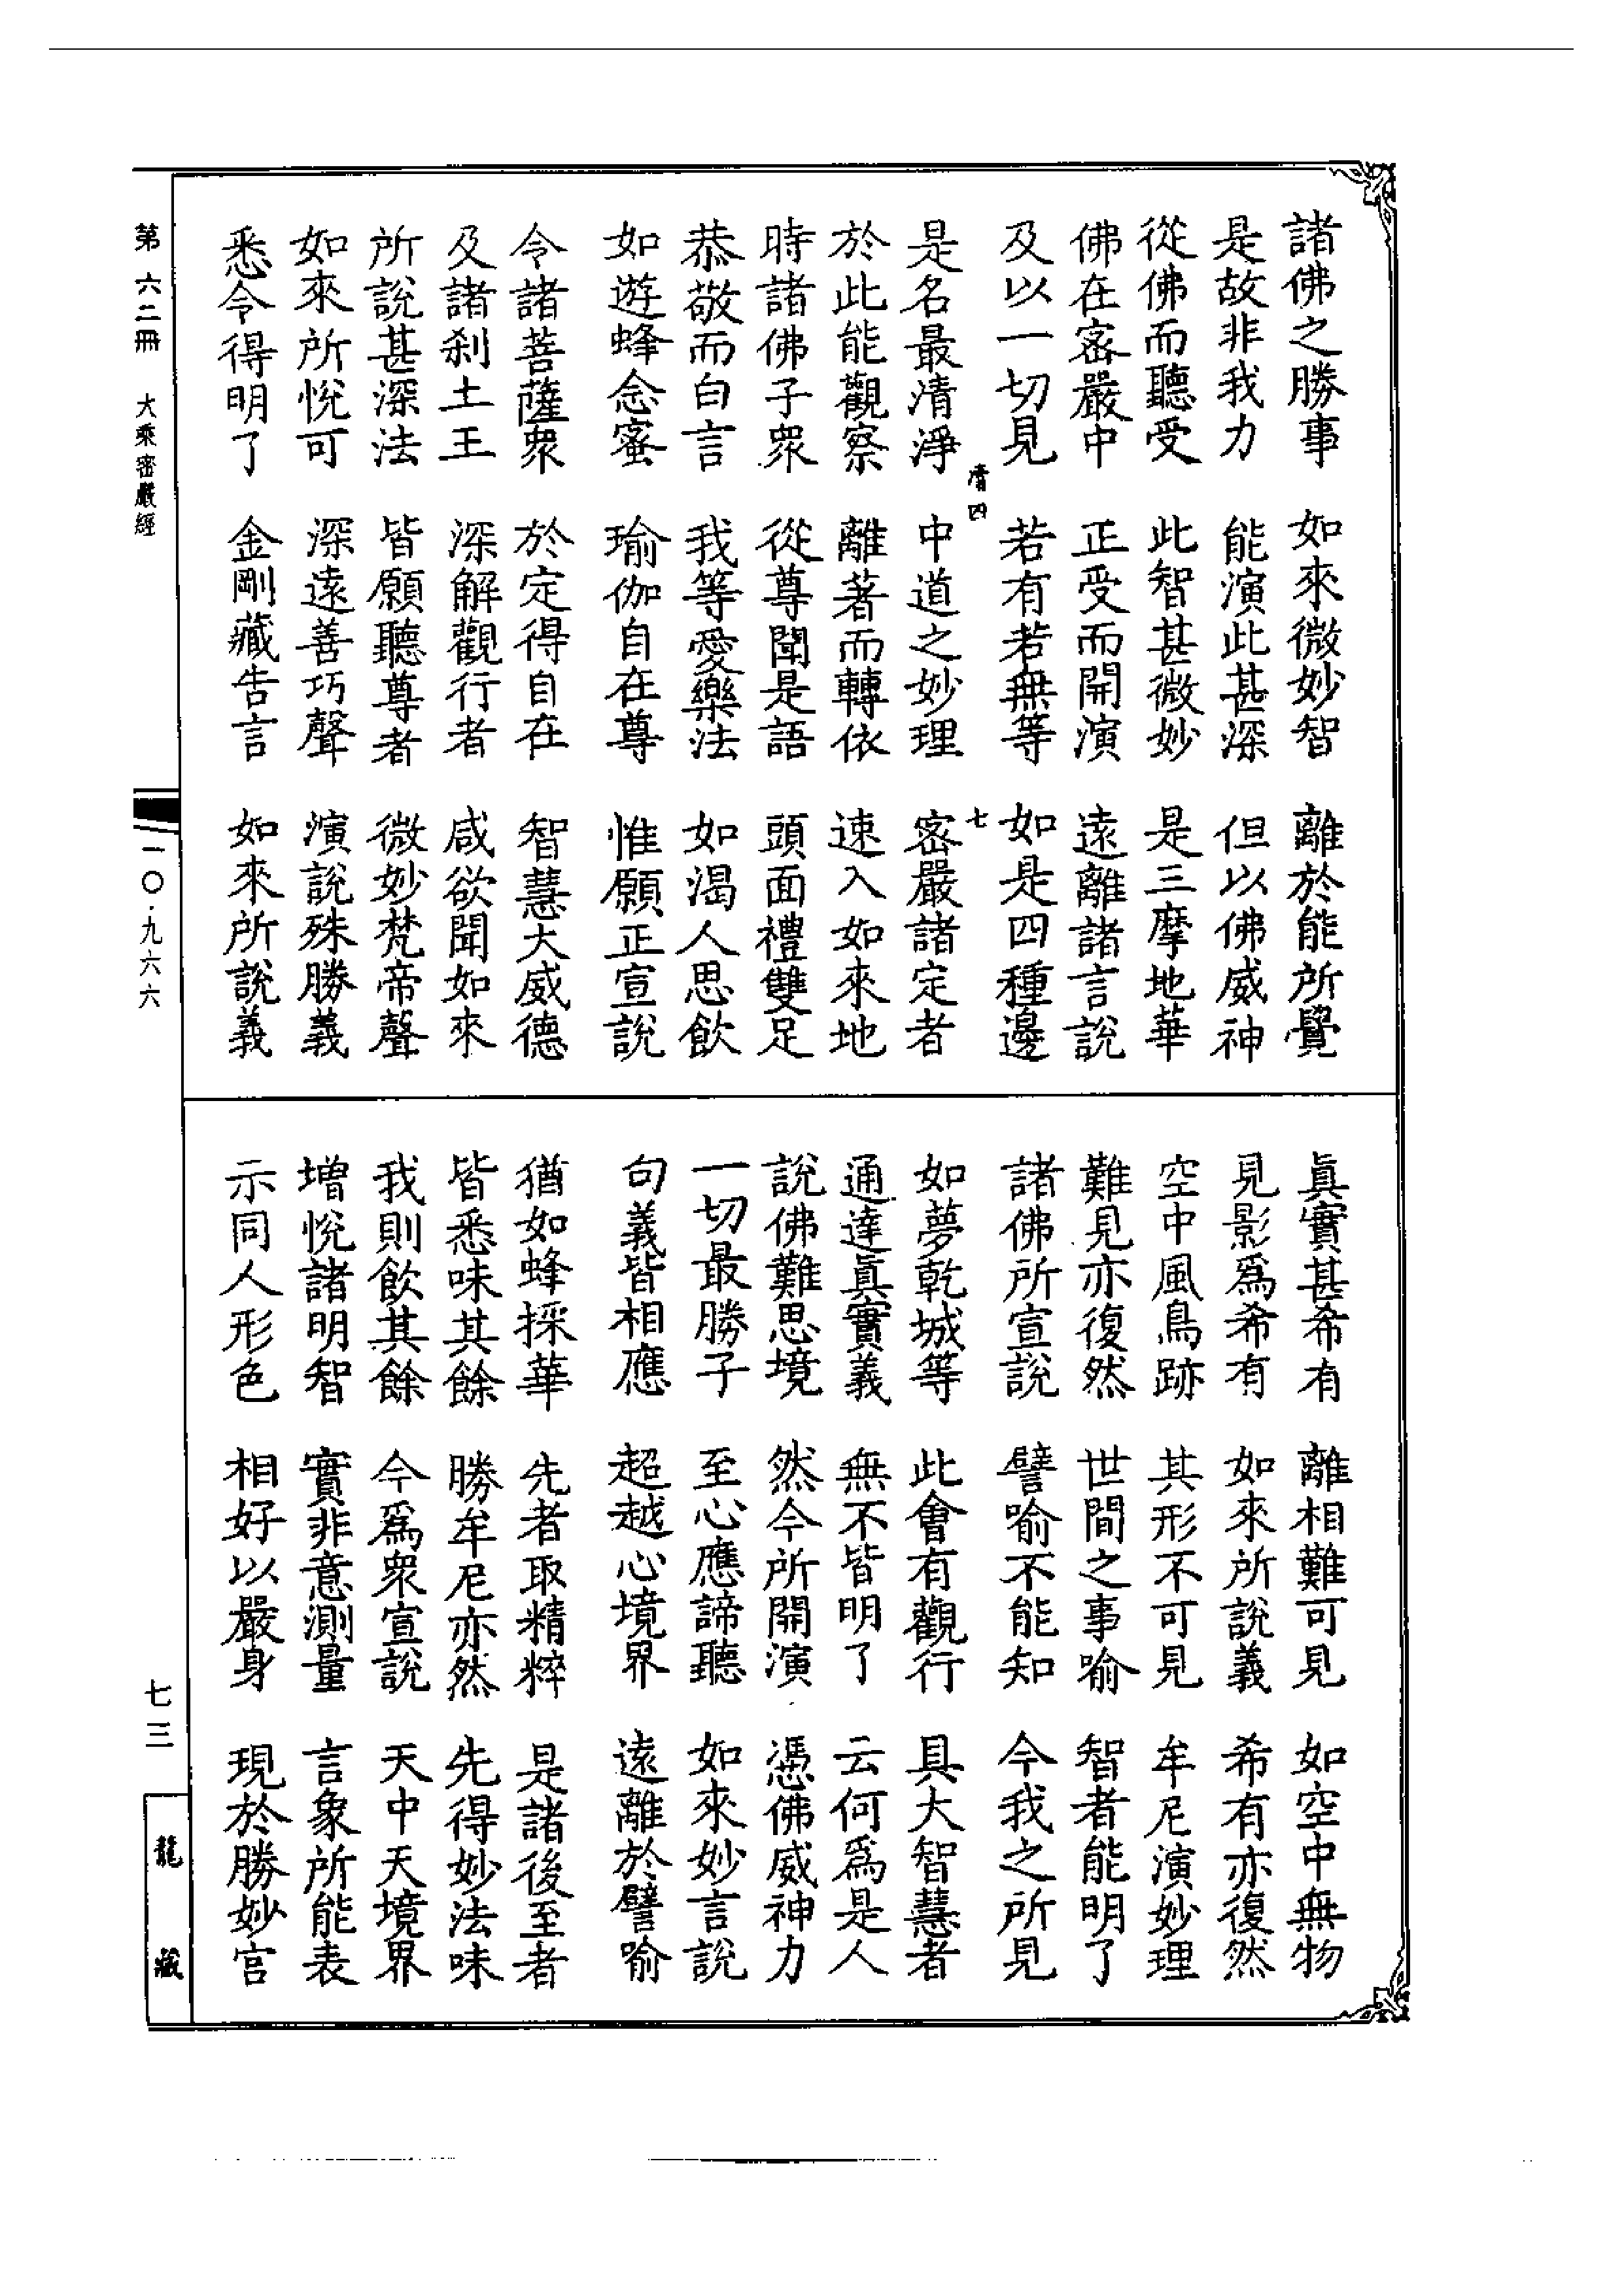 諸佛之勝事 如來微妙智 離於能所覺
是故非我力 能演此甚深 但以佛威神
從佛而聽受 此智甚微妙 是三摩地華
佛在密嚴中 正受而開演 遠離諸言說
及以一切見 若有若無等 如是四種邊
四 七
是名最清淨 中道之妙理 密嚴諸定者
於此能觀察 離著而轉依 速入如來地
時諸佛子衆 從尊聞是語 頭面禮雙足
恭敬而白言 我等愛樂法 如渴人思飲
如遊蜂念蜜 瑜伽自在尊 惟願正宣說
令諸菩薩衆 於定得自在 智慧大威德
及諸刹土王 深解觀行者 咸欲聞如來
所說甚深法 皆願聽尊者 微妙梵帝聲
如來所悅可 深遠善巧聲 演說殊勝義
悉令得明了 金剛藏告言 如來所說義
眞實甚希有 離相難可見 如空中無物
見影爲希有 如來所說義 希有亦復然
空中風鳥跡 其形不可見 牟尼演妙理
難見亦復然 世間之事喻 智者能明了
諸佛所宣說 譬喻不能知 今我之所見
如夢乾城等 此會有觀行 具大智慧者
通達眞實義 無不皆明了 云何爲是人
說佛難思境 然今所開演 憑佛威神力
一切最勝子 至心應諦聽 如來妙言說
句義皆相應 超越心境界 遠離於譬喻
猶如蜂採華 先者取精粹 是諸後至者
皆悉味其餘 勝牟尼亦然 先得妙法味
我則飲其餘 今爲衆宣說 天中天境界
增悅諸明智 實非意測量 言象所能表
示同人形色 相好以嚴身 現於勝妙宮
第六二冊 大乘密嚴經
一〇·九六六
七三
龍藏